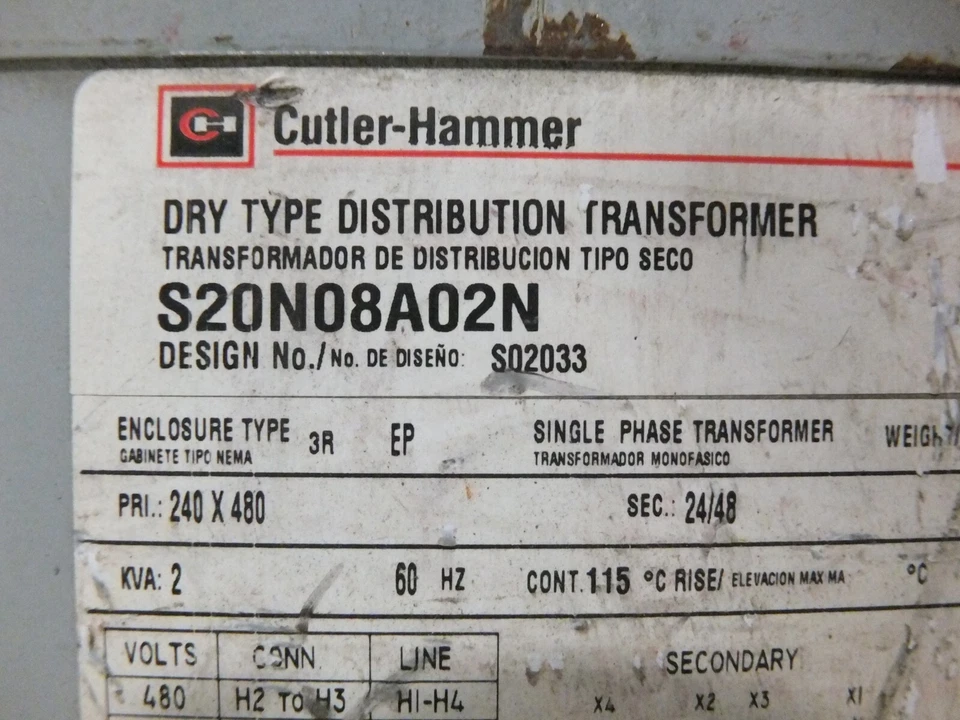 Cutler-Hammer
DRY TYPE DISTRIBUTION TRANSFORMER
TRANSFORMADOR DE DISTRIBUCION TIPO SECO
S20N08A02N
DESIGN No./No. DE DISEÑO: S02033
ENCLOSURE TYPE 3R EP SINGLE PHASE TRANSFORMER
GABINETE TIPO NEMA TRANSFORMADOR MONOFASICO
PRI.: 240 X 480 SEC.: 24/48
KVA: 2 60 HZ CONT. 115 °C RISE/ ELEVACION MAX MA °C
VOLTS CONN. LINE SECONDARY
480 H2 TO H3 H1-H4 X4 X2 X3 X1